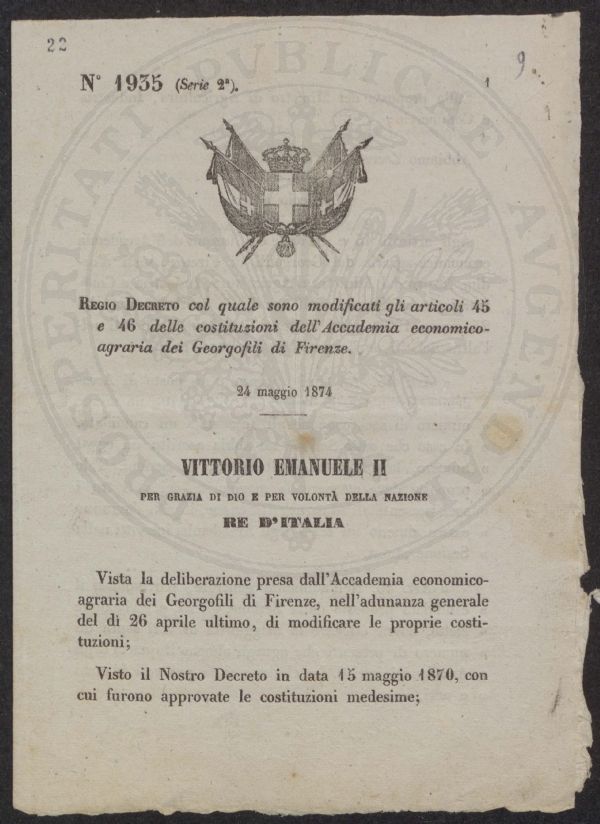 22
9.
N° 1935 (Serie 2ª).
1
REGIO DECRETO col quale sono modificati gli articoli 45
e 46 delle costituzioni dell'Accademia economico-
agraria dei Georgofili di Firenze.
24 maggio 1874
VITTORIO EMANUELE II
PER GRAZIA DI DIO E PER VOLONTÀ DELLA NAZIONE
RE D'ITALIA
Vista la deliberazione presa dall'Accademia economico-
agraria dei Georgofili di Firenze, nell'adunanza generale
del dì 26 aprile ultimo, di modificare le proprie costi-
tuzioni;
Visto il Nostro Decreto in data 15 maggio 1870, con
cui furono approvate le costituzioni medesime;
PROSPERITATI PUBLICAE AUGENDAE